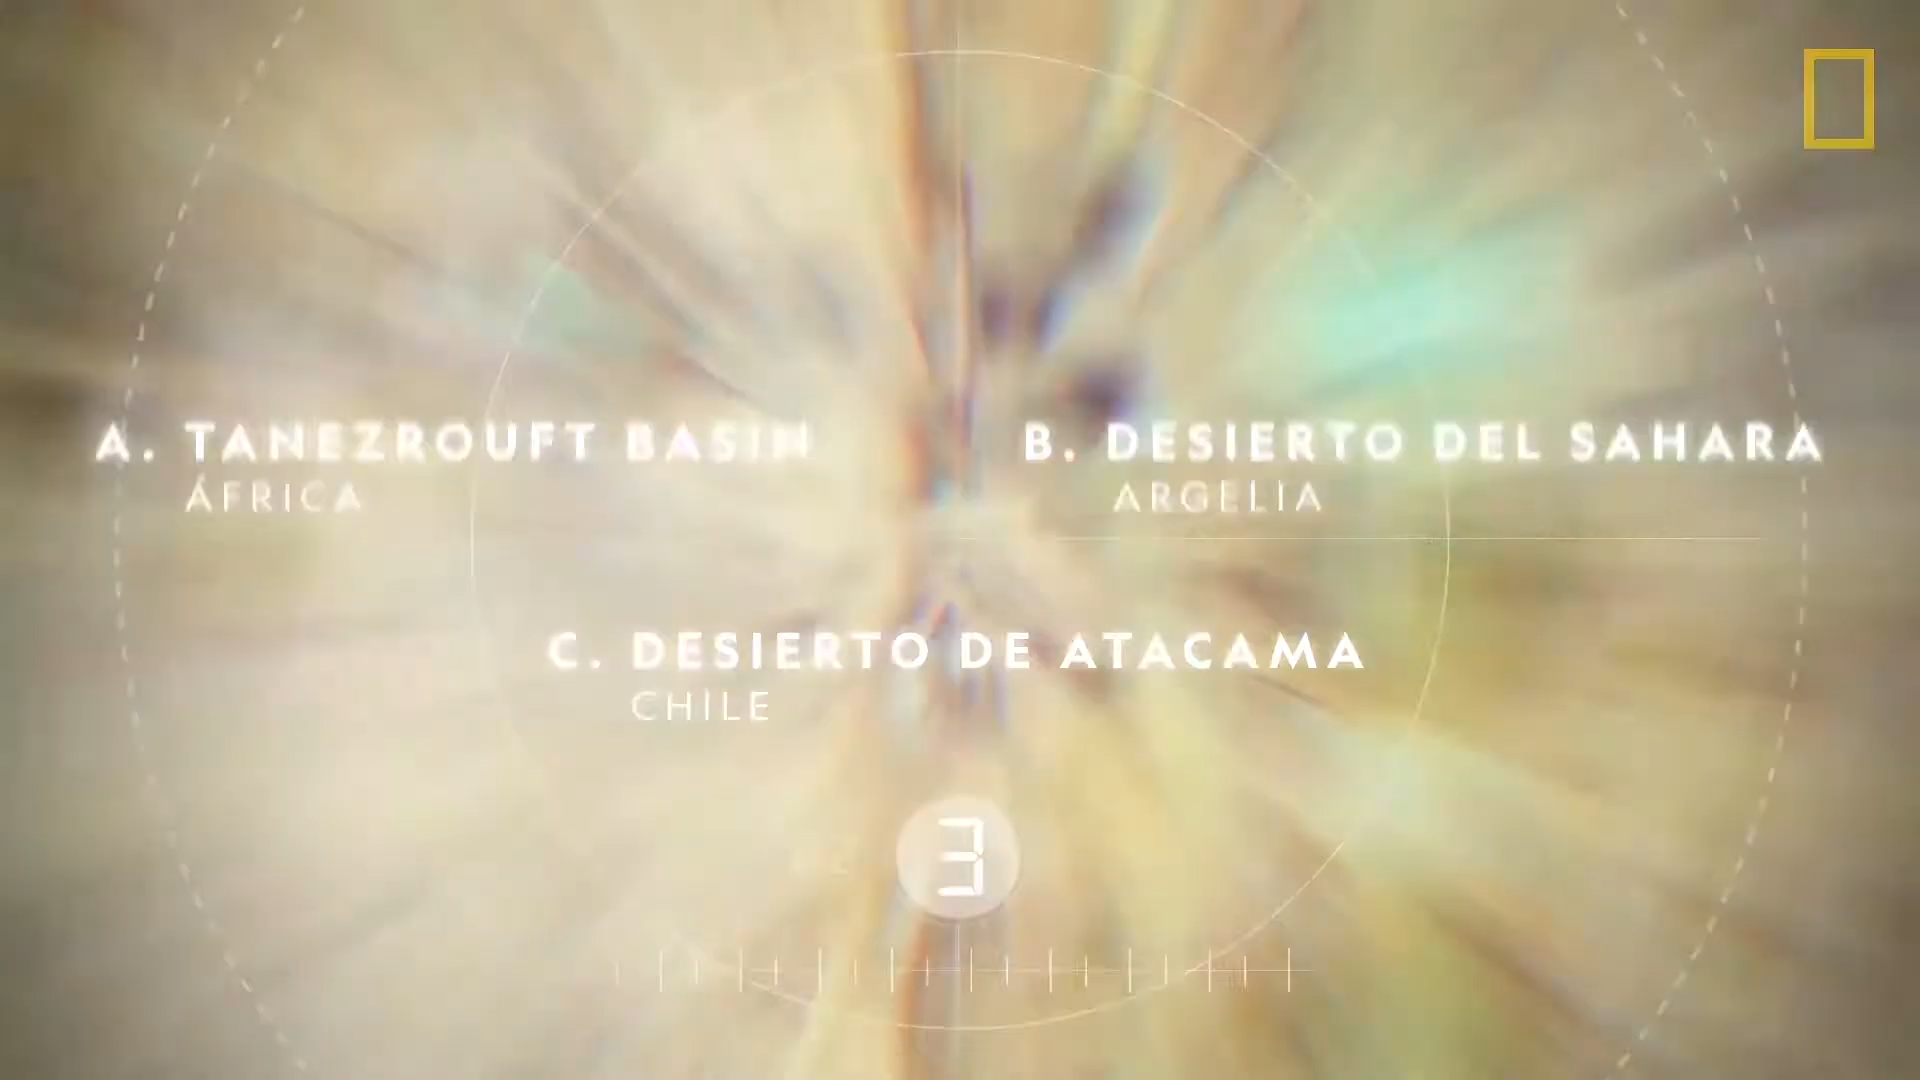 A. TANEZROUFT BASIN
ÁFRICA
B. DESIERTO DEL SAHARA
ARGELIA
C. DESIERTO DE ATACAMA
CHILE
3